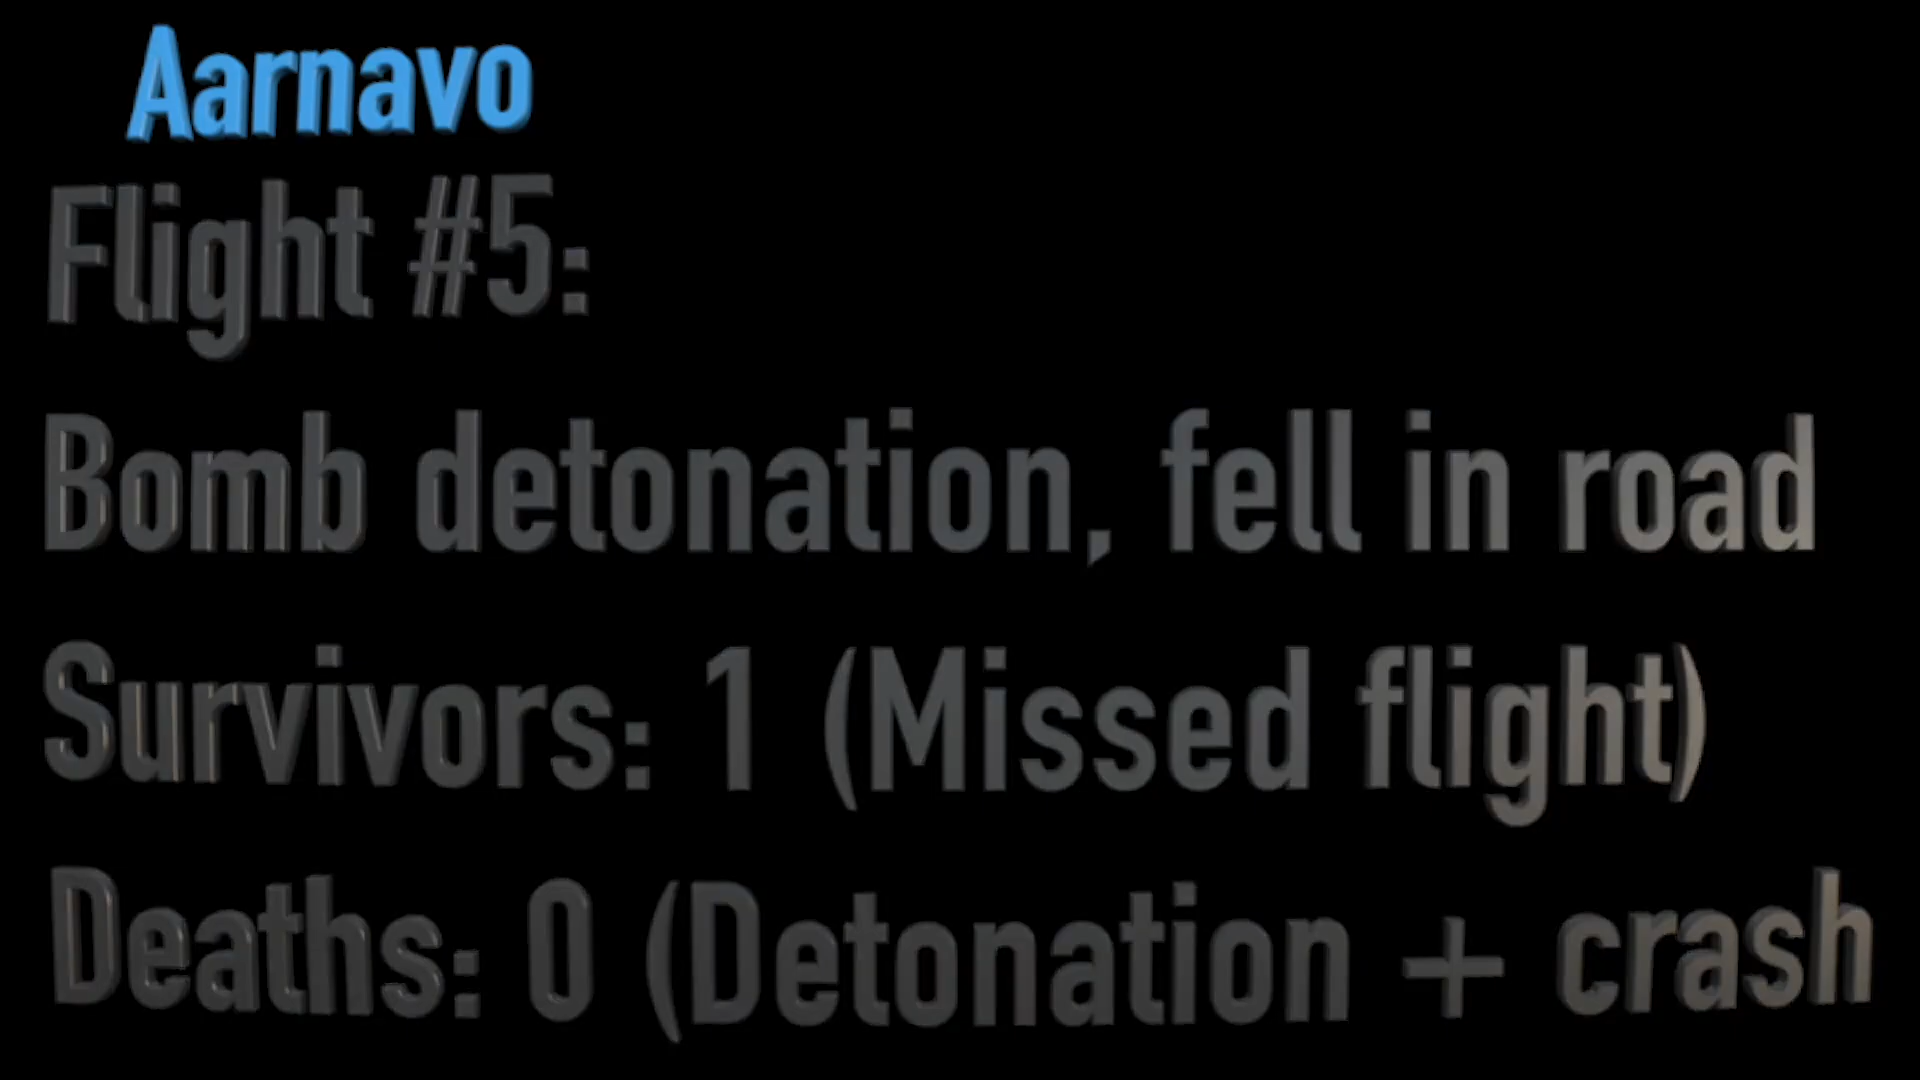 Aarnavo
Flight #5:
Bomb detonation, fell in road
Survivors: 1 (Missed flight)
Deaths: 0 (Detonation + crash